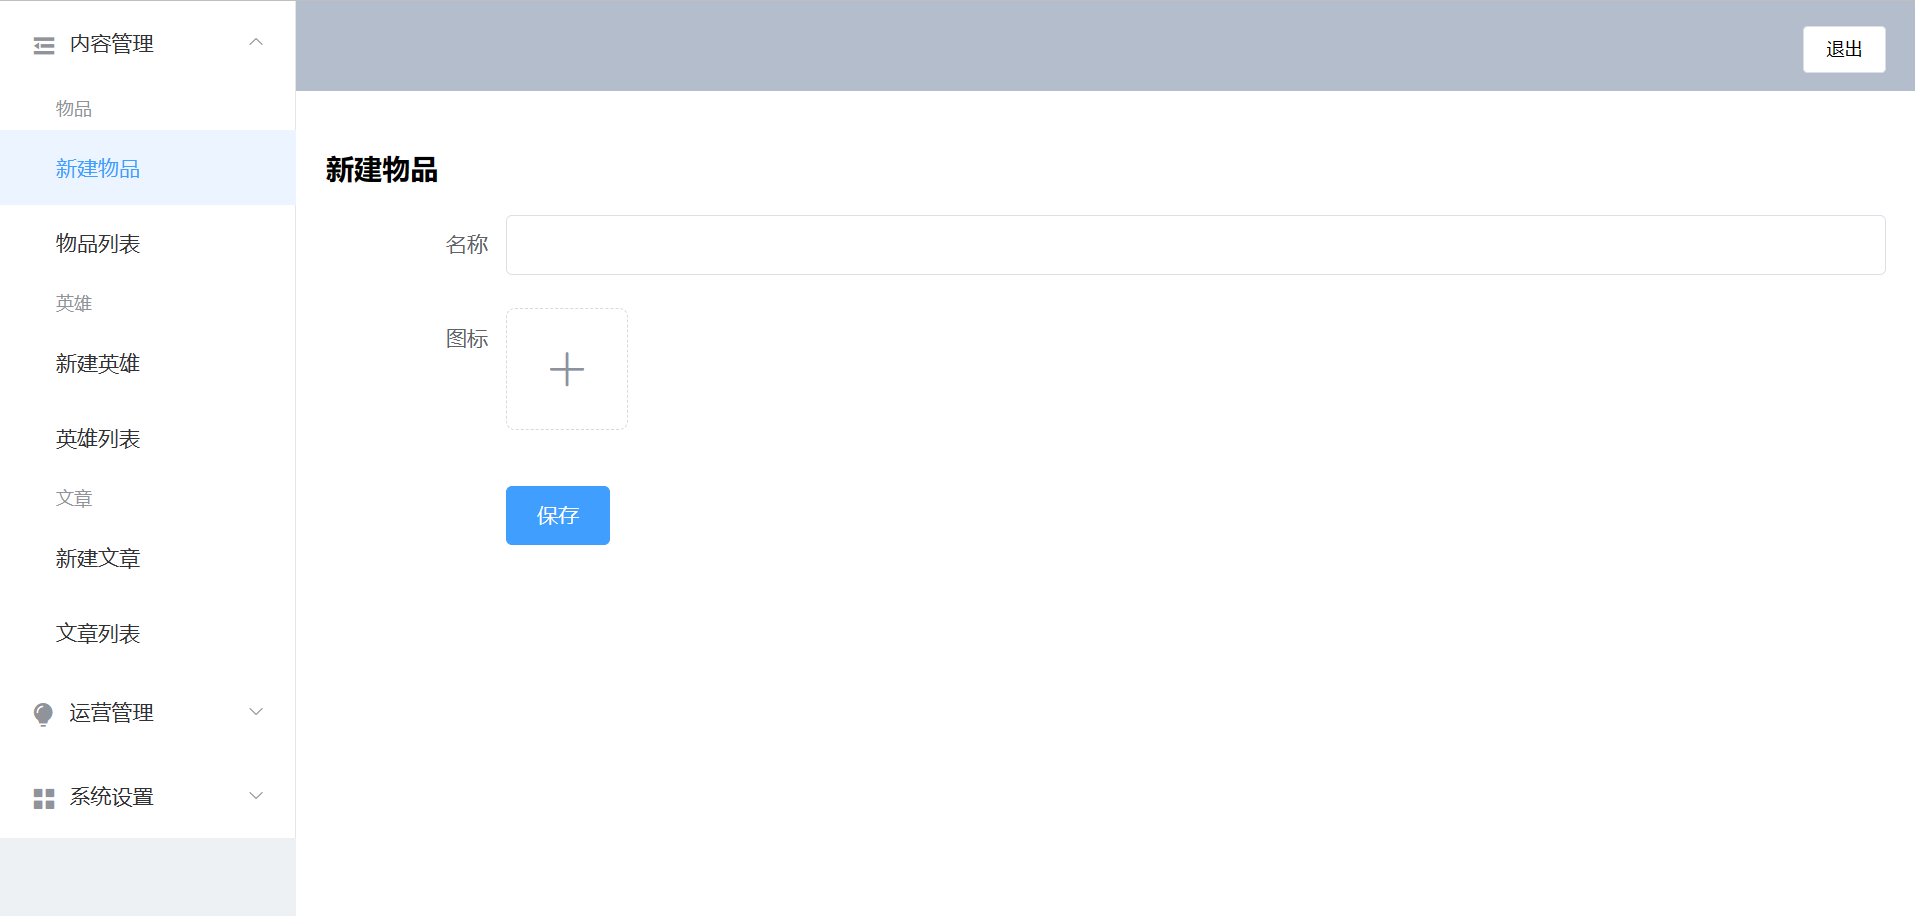 内容管理
物品
新建物品
物品列表
英雄
新建英雄
英雄列表
文章
新建文章
文章列表
运营管理
系统设置
退出
新建物品
名称
图标
保存